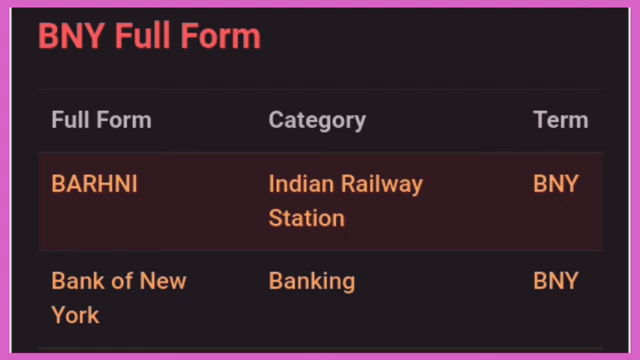 BNY Full Form
Full Form Category Term
BARHNI Indian Railway BNY
Station
Bank of New Banking BNY
York